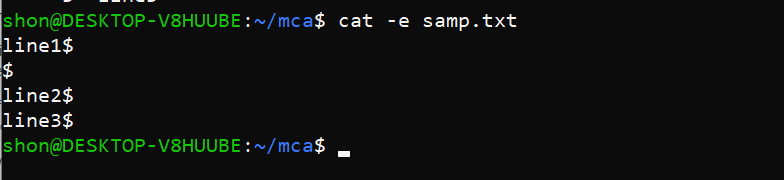 shon@DESKTOP-V8HUUBE:~/mca$ cat -e samp.txt
line1$
$
line2$
line3$
shon@DESKTOP-V8HUUBE:~/mca$